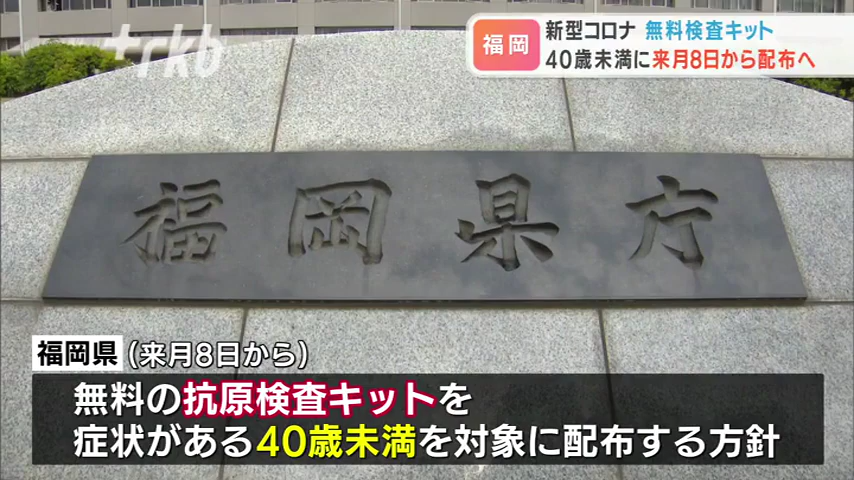 rkb
福岡
新型コロナ 無料検査キット
40歳未満に来月8日から配布へ
福岡県庁
福岡県 (来月8日から)
無料の抗原検査キットを
症状がある40歳未満を対象に配布する方針